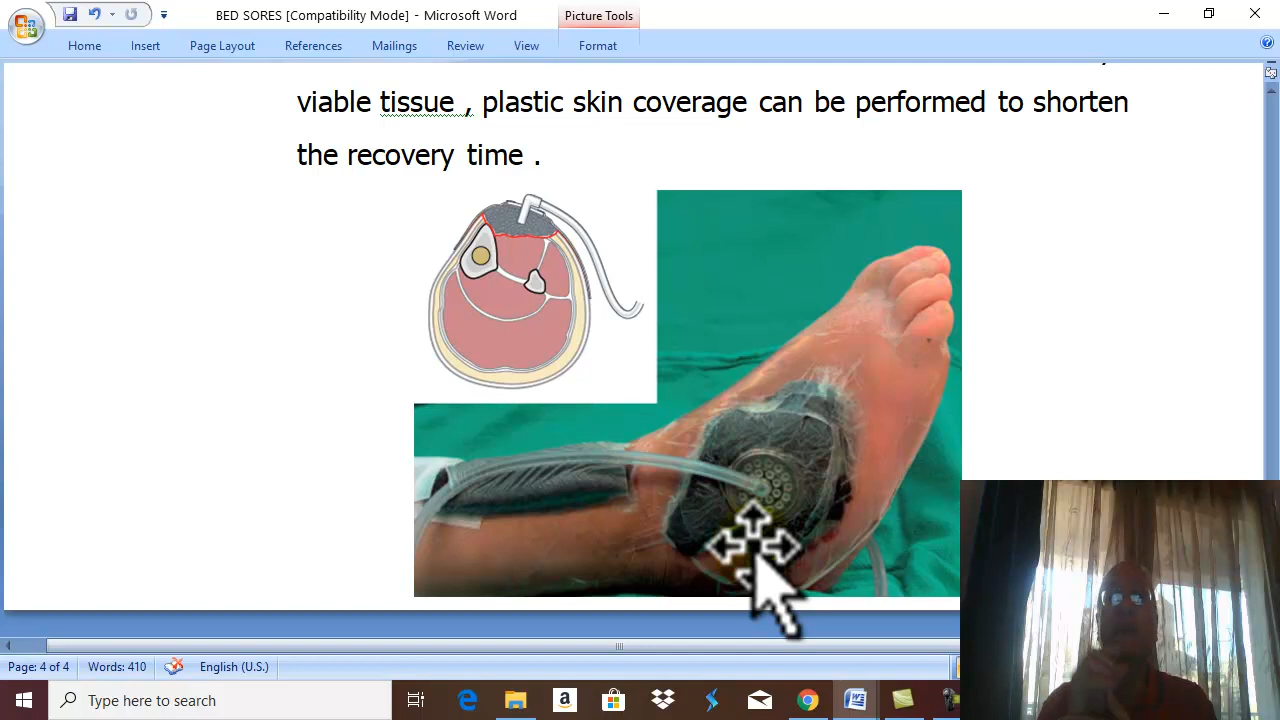 BED SORES [Compatibility Mode] - Microsoft Word
Picture Tools
Home
Insert
Page Layout
References
Mailings
Review
View
Format
viable tissue , plastic skin coverage can be performed to shorten
the recovery time .
Page: 4 of 4
Words: 410
English (U.S.)
Type here to search